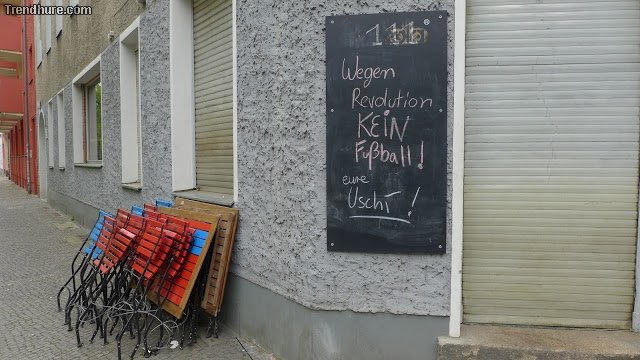 Trendhure.com
Wegen
Revolution
KEIN
Fußball!
eure
Uschi!